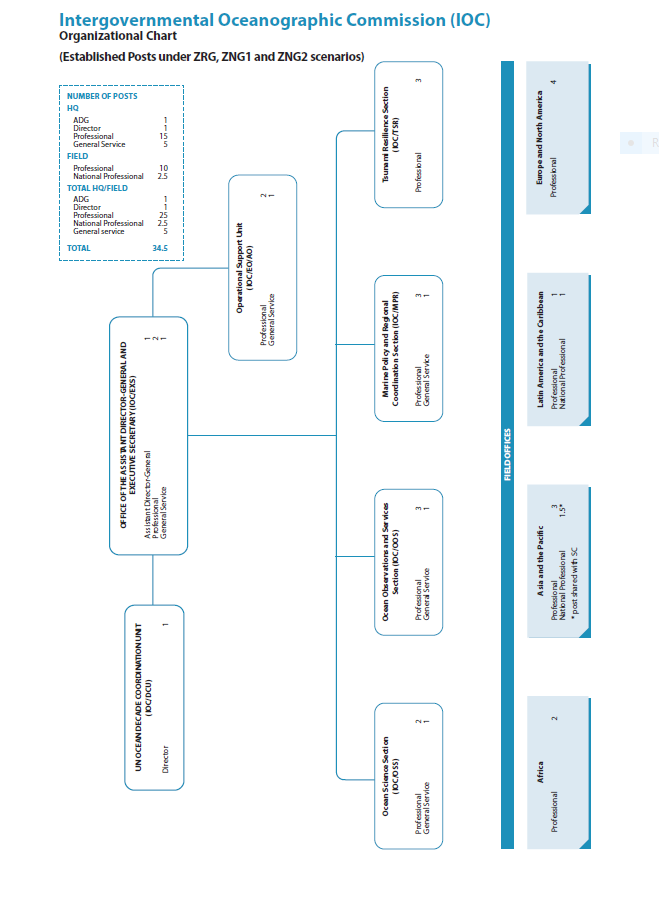 Intergovernmental Oceanographic Commission (IOC)
Organizational Chart
(Established Posts under ZRG, ZNG1 and ZNG2 scenarios)
NUMBER OF POSTS
HQ
ADG 1
Director 1
Professional 15
General Service 5
FIELD
Professional 10
National Professional 2.5
TOTAL HQ/FIELD
ADG 1
Director 1
Professional 25
National Professional 2.5
General service 5
TOTAL 34.5
OFFICE OF THE ASSISTANT DIRECTOR-GENERAL AND
EXECUTIVE SECRETARY (IOC/EXS)
Assistant Director-General 1
Professional 2
General Service 1
UN OCEAN DECADE COORDINATION UNIT
(IOC/DCU)
Director 1
Operational Support Unit
(IOC/EO/AO)
Professional 2
General Service 1
Ocean Science Section
(IOC/OSS)
Professional 2
General Service 1
Ocean Observations and Services
Section (IOC/OOS)
Professional 3
General Service 1
Marine Policy and Regional
Coordination Section (IOC/MPR)
Professional 3
General Service 1
Tsunami Resilience Section
(IOC/TSR)
Professional 3
FIELD OFFICES
Africa
Professional 2
Asia and the Pacific
Professional 3
National Professional 1.5*
* post shared with SC
Latin America and the Caribbean
Professional 1
National Professional 1
Europe and North America
Professional 4